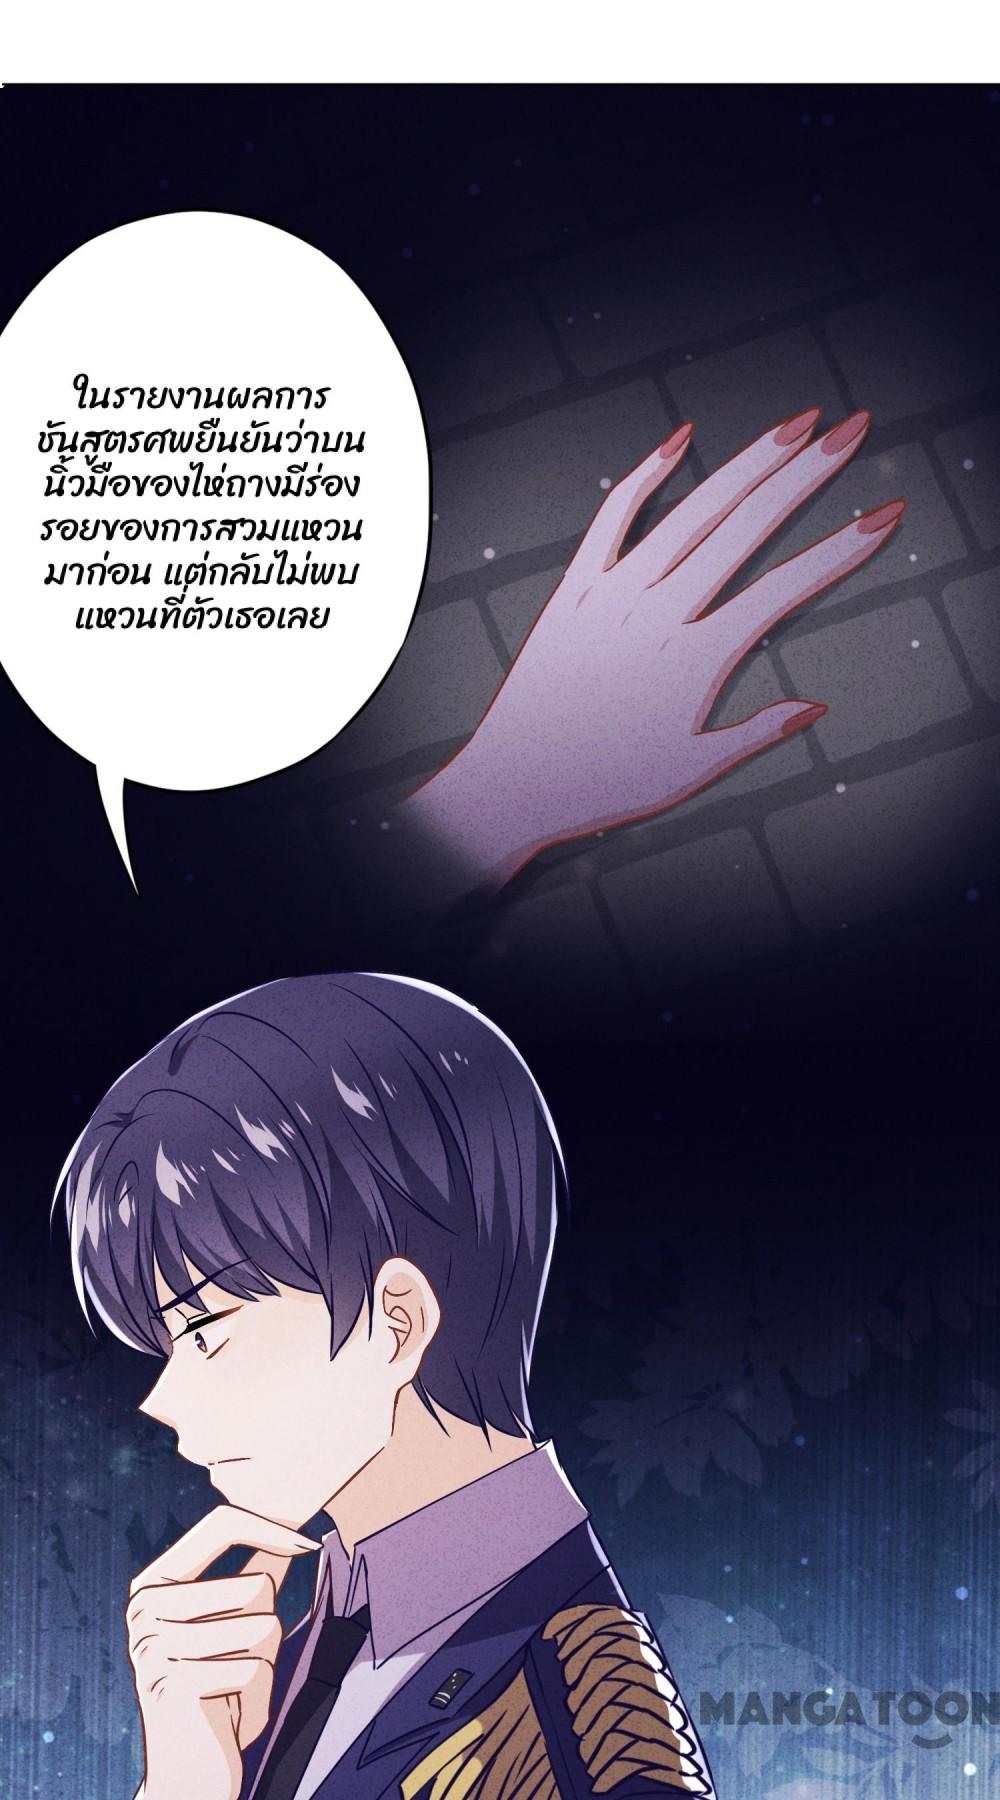 ในรายงานผลการ
ชันสูตรศพยืนยันว่าบน
นิ้วมือของไห่ถางมีร่อง
รอยของการสวมแหวน
มาก่อน แต่กลับไม่พบ
แหวนที่ตัวเธอเลย
MANGATOON